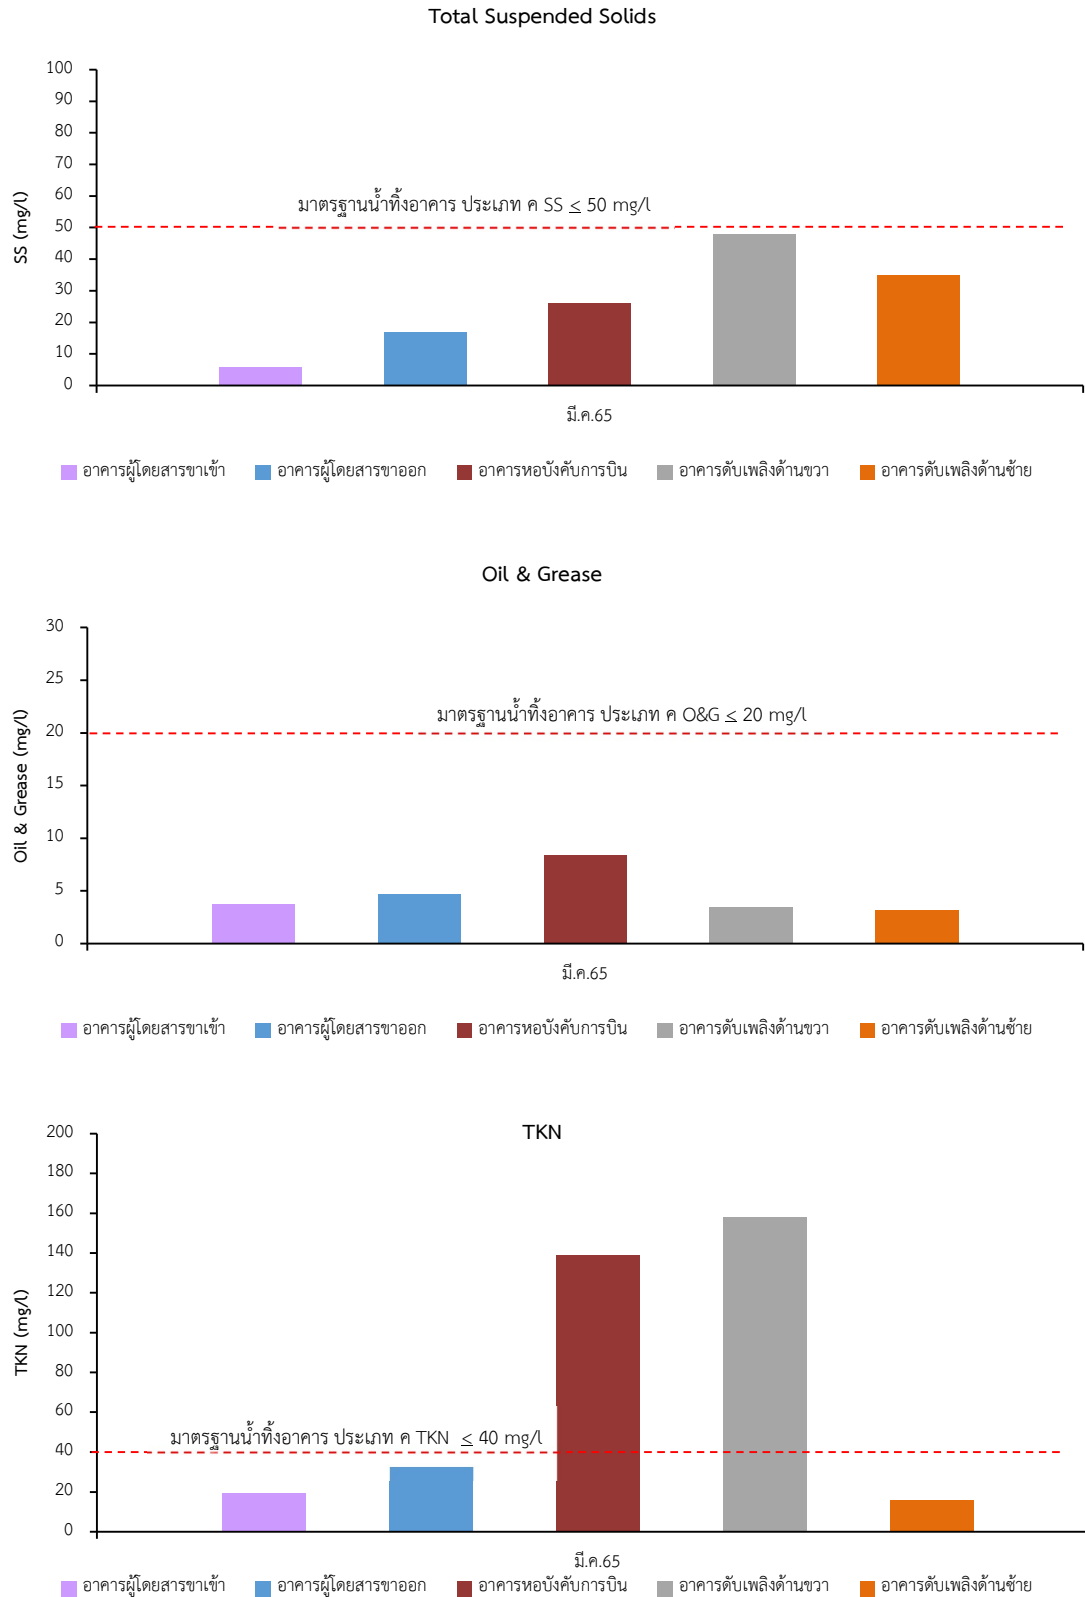 Total Suspended Solids
100
90
80
70
60
50
40
30
20
10
0
SS (mg/l)
มาตรฐานน้ำทิ้งอาคาร ประเภท ค SS ≤ 50 mg/l
มี.ค.65
อาคารผู้โดยสารขาเข้า อาคารผู้โดยสารขาออก อาคารหอบังคับการบิน อาคารดับเพลิงด้านขวา อาคารดับเพลิงด้านซ้าย
Oil & Grease
30
25
20
15
10
5
0
Oil & Grease (mg/l)
มาตรฐานน้ำทิ้งอาคาร ประเภท ค O&G ≤ 20 mg/l
มี.ค.65
อาคารผู้โดยสารขาเข้า อาคารผู้โดยสารขาออก อาคารหอบังคับการบิน อาคารดับเพลิงด้านขวา อาคารดับเพลิงด้านซ้าย
TKN
200
180
160
140
120
100
80
60
40
20
0
TKN (mg/l)
มาตรฐานน้ำทิ้งอาคาร ประเภท ค TKN ≤ 40 mg/l
มี.ค.65
อาคารผู้โดยสารขาเข้า อาคารผู้โดยสารขาออก อาคารหอบังคับการบิน อาคารดับเพลิงด้านขวา อาคารดับเพลิงด้านซ้าย